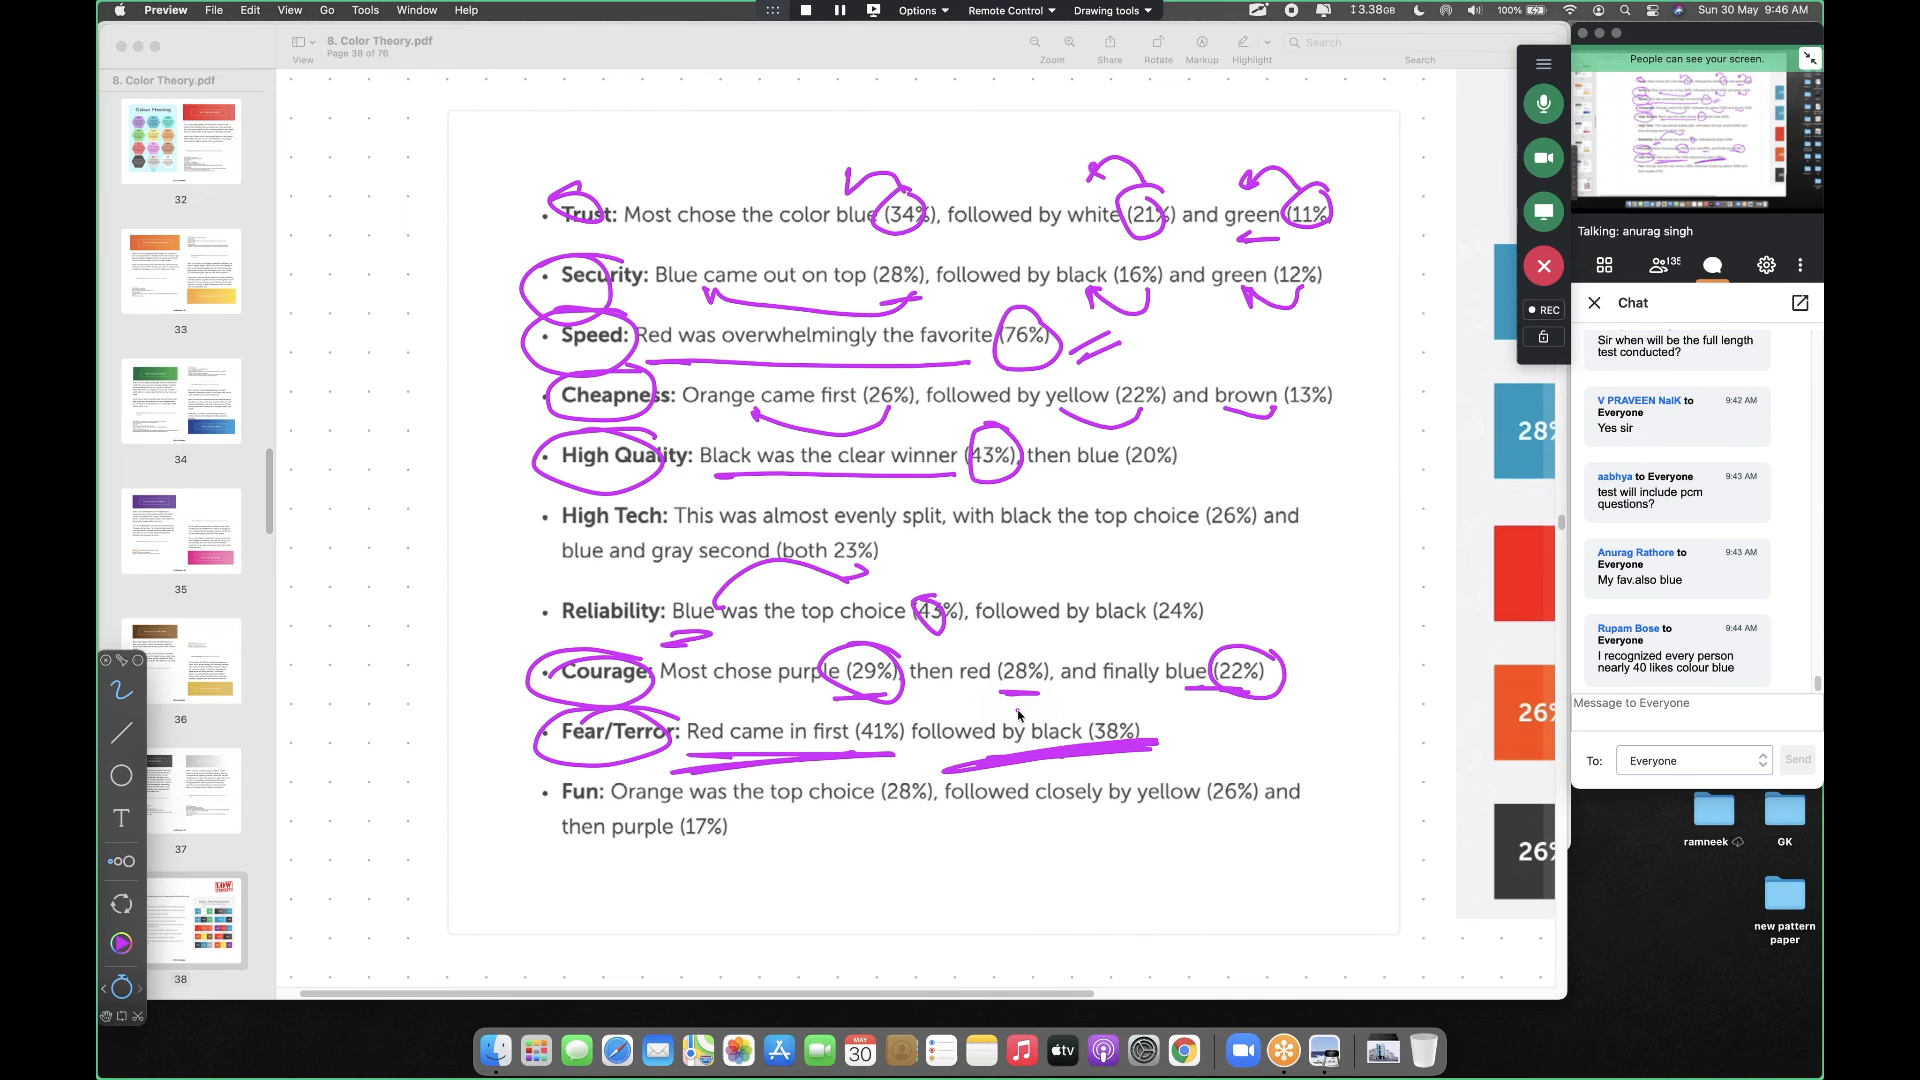 Preview File Edit View Go Tools Window Help
Options Remote Control Drawing tools
3.38GB 100% Sun 30 May 9:46 AM
8. Color Theory.pdf
Page 38 of 76
View Zoom Share Rotate Markup Highlight Search
Search
8. Color Theory.pdf
Colour Meaning
32
33
34
35
36
37
LOW
38
• Trust: Most chose the color blue (34%), followed by white (21%) and green (11%)
• Security: Blue came out on top (28%), followed by black (16%) and green (12%)
• Speed: Red was overwhelmingly the favorite (76%)
• Cheapness: Orange came first (26%), followed by yellow (22%) and brown (13%)
• High Quality: Black was the clear winner (43%), then blue (20%)
• High Tech: This was almost evenly split, with black the top choice (26%) and
blue and gray second (both 23%)
• Reliability: Blue was the top choice (43%), followed by black (24%)
• Courage: Most chose purple (29%), then red (28%), and finally blue (22%)
• Fear/Terror: Red came in first (41%) followed by black (38%)
• Fun: Orange was the top choice (28%), followed closely by yellow (26%) and
then purple (17%)
28%
26%
26%
REC
People can see your screen.
Talking: anurag singh
135
Chat
Sir when will be the full length
test conducted?
V PRAVEEN NaIK to 9:42 AM
Everyone
Yes sir
aabhya to Everyone 9:43 AM
test will include pcm
questions?
Anurag Rathore to 9:43 AM
Everyone
My fav.also blue
Rupam Bose to 9:44 AM
Everyone
I recognized every person
nearly 40 likes colour blue
Message to Everyone
To: Everyone Send
ramneek GK
new pattern
paper
T
MAY
30
tv